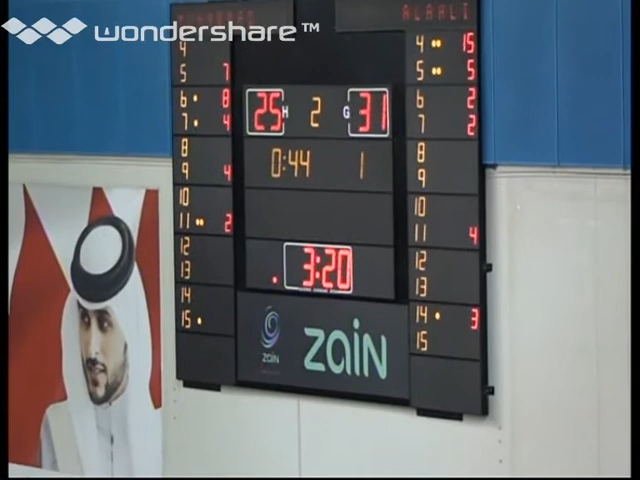 wondershare™
ALAHLI
4 4 15
5 7 5 5
6 8 6 2
7 4 7 2
25 H 2 G 31
8 8
9 4 0:44 1 9
10 10
11 2 11 4
12 12
13 3:20 13
14 14 3
15 15
ZAIN
zain